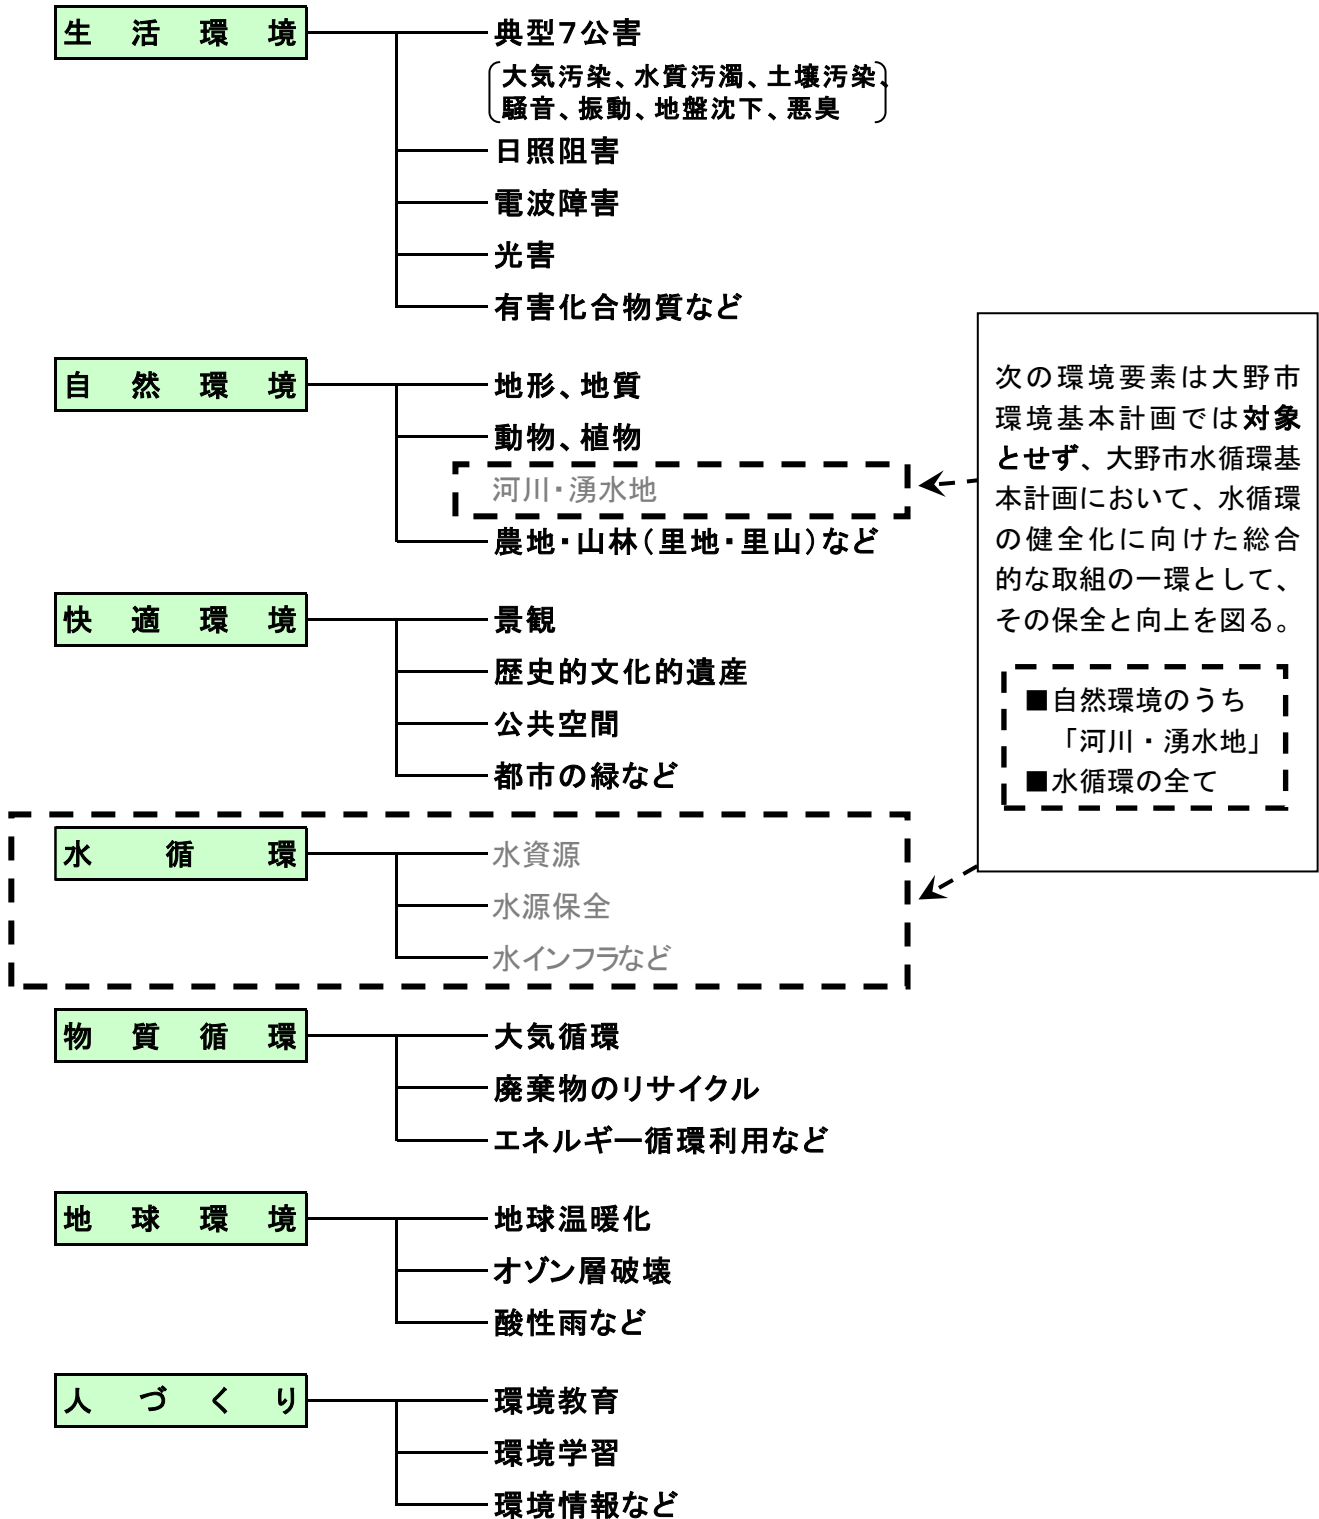 生活環境
典型7公害
大気汚染、水質汚濁、土壌汚染、
騒音、振動、地盤沈下、悪臭
日照阻害
電波障害
光害
有害化合物質など
自然環境
地形、地質
動物、植物
河川・湧水地
農地・山林(里地・里山)など
快適環境
景観
歴史的文化的遺産
公共空間
都市の緑など
水循環
水資源
水源保全
水インフラなど
物質循環
大気循環
廃棄物のリサイクル
エネルギー循環利用など
地球環境
地球温暖化
オゾン層破壊
酸性雨など
人づくり
環境教育
環境学習
環境情報など
次の環境要素は大野市
環境基本計画では対象
とせず、大野市水循環基
本計画において、水循環
の健全化に向けた総合
的な取組の一環として、
その保全と向上を図る。
■自然環境のうち
「河川・湧水地」
■水循環の全て